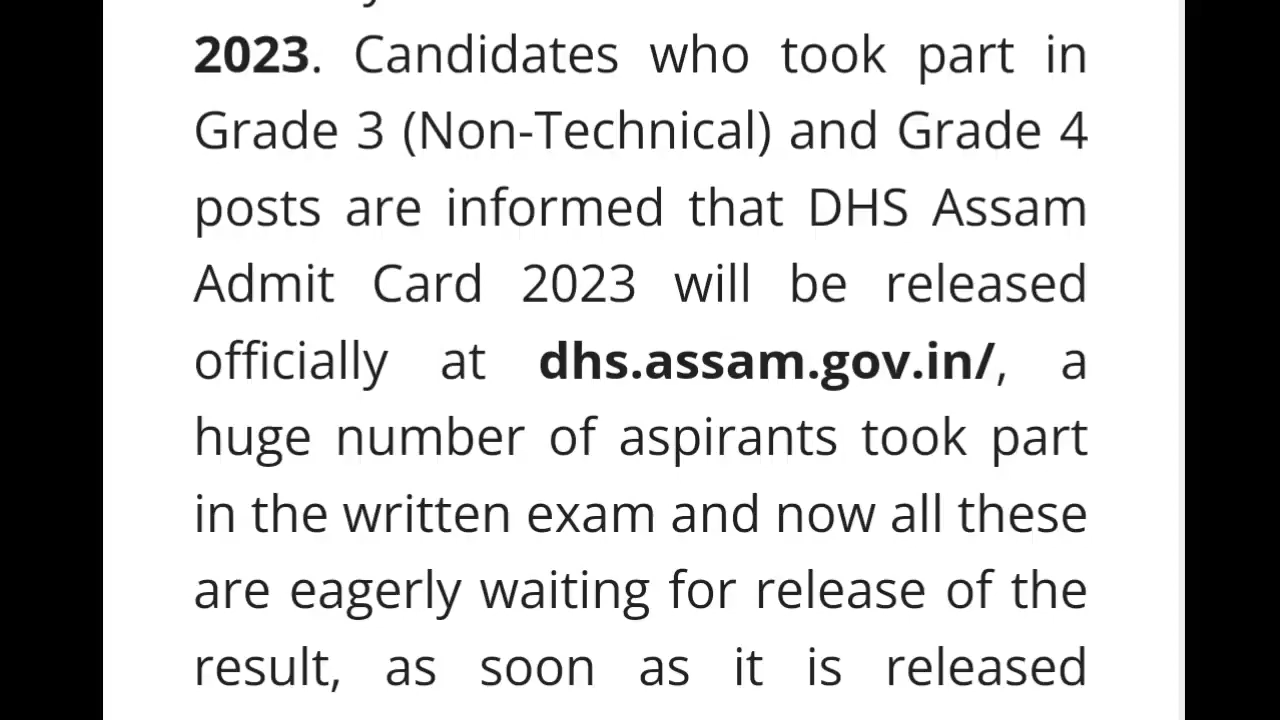 2023. Candidates who took part in
Grade 3 (Non-Technical) and Grade 4
posts are informed that DHS Assam
Admit Card 2023 will be released
officially at dhs.assam.gov.in/, a
huge number of aspirants took part
in the written exam and now all these
are eagerly waiting for release of the
result, as soon as it is released